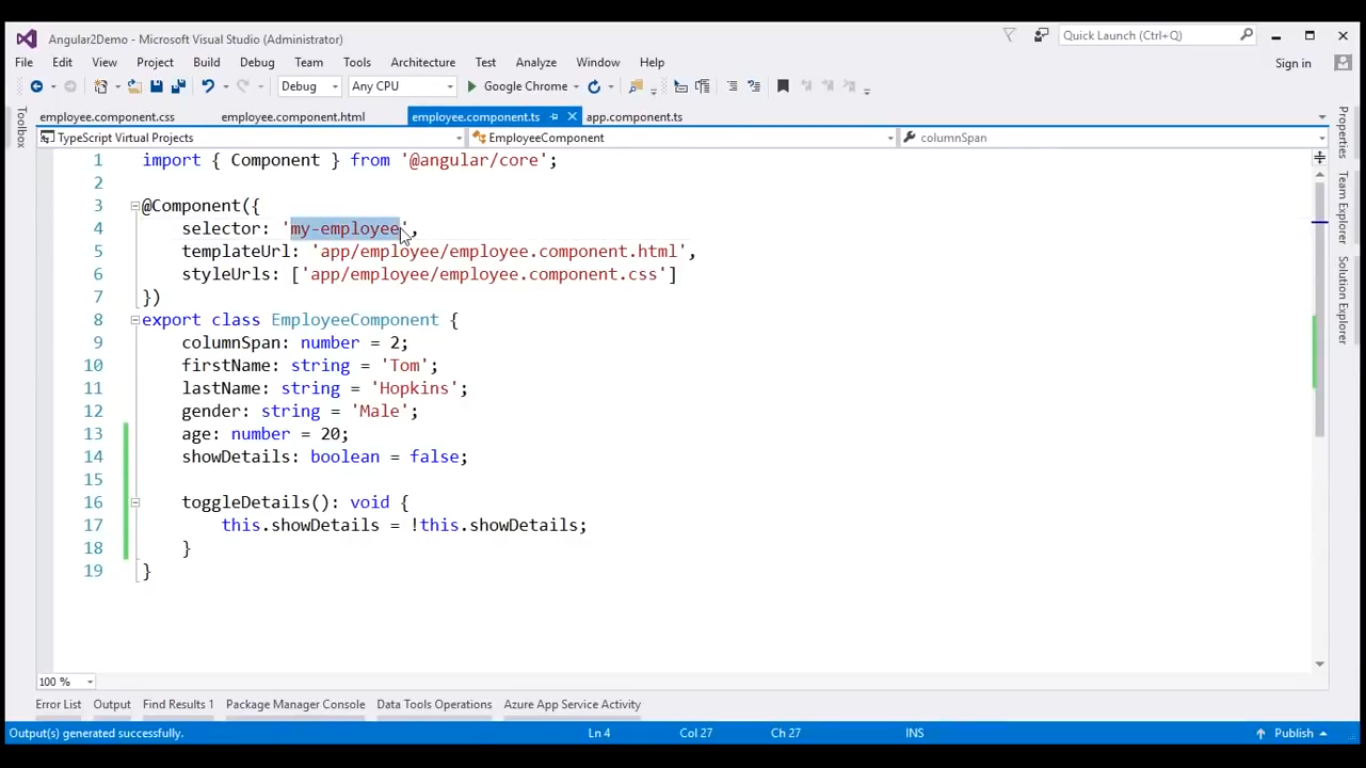 Angular2Demo - Microsoft Visual Studio (Administrator)
Quick Launch (Ctrl+Q)
File Edit View Project Build Debug Team Tools Architecture Test Analyze Window Help
Sign in
Debug Any CPU Google Chrome
employee.component.css employee.component.html employee.component.ts app.component.ts
TypeScript Virtual Projects EmployeeComponent columnSpan
1 import { Component } from '@angular/core';
2
3 @Component({
4 selector: 'my-employee',
5 templateUrl: 'app/employee/employee.component.html',
6 styleUrls: ['app/employee/employee.component.css']
7 })
8 export class EmployeeComponent {
9 columnSpan: number = 2;
10 firstName: string = 'Tom';
11 lastName: string = 'Hopkins';
12 gender: string = 'Male';
13 age: number = 20;
14 showDetails: boolean = false;
15
16 toggleDetails(): void {
17 this.showDetails = !this.showDetails;
18 }
19 }
Toolbox
Properties
Team Explorer
Solution Explorer
100 %
Error List Output Find Results 1 Package Manager Console Data Tools Operations Azure App Service Activity
Output(s) generated successfully. Ln 4 Col 27 Ch 27 INS Publish